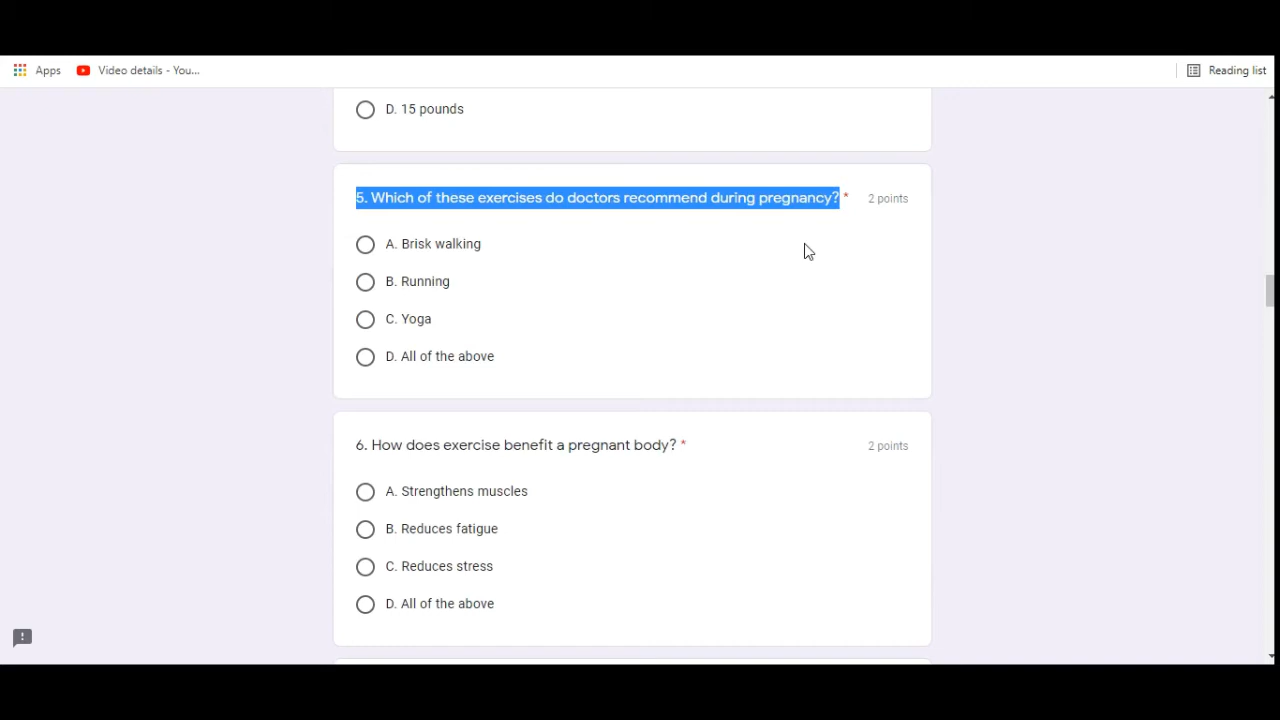 Apps
Video details - You...
Reading list
D. 15 pounds
5. Which of these exercises do doctors recommend during pregnancy? *
2 points
A. Brisk walking
B. Running
C. Yoga
D. All of the above
6. How does exercise benefit a pregnant body? *
2 points
A. Strengthens muscles
B. Reduces fatigue
C. Reduces stress
D. All of the above